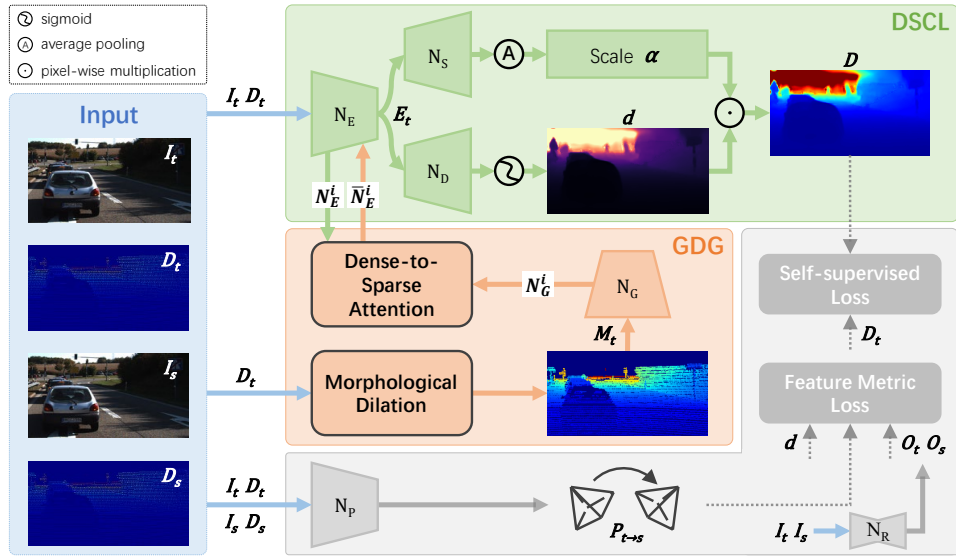 sigmoid
A average pooling
pixel-wise multiplication
Input
I_t
D_t
I_s
D_s
I_t D_t
D_t
I_t D_t
I_s D_s
DSCL
N_E
E_t
N_S
A
Scale α
N_D
d
D
N_E^i N̄_E^i
GDG
Dense-to-
Sparse
Attention
N_G^i
N_G
M_t
Morphological
Dilation
Self-supervised
Loss
D_t
Feature Metric
Loss
d
O_t O_s
N_P
P_{t→s}
I_t I_s
N_R